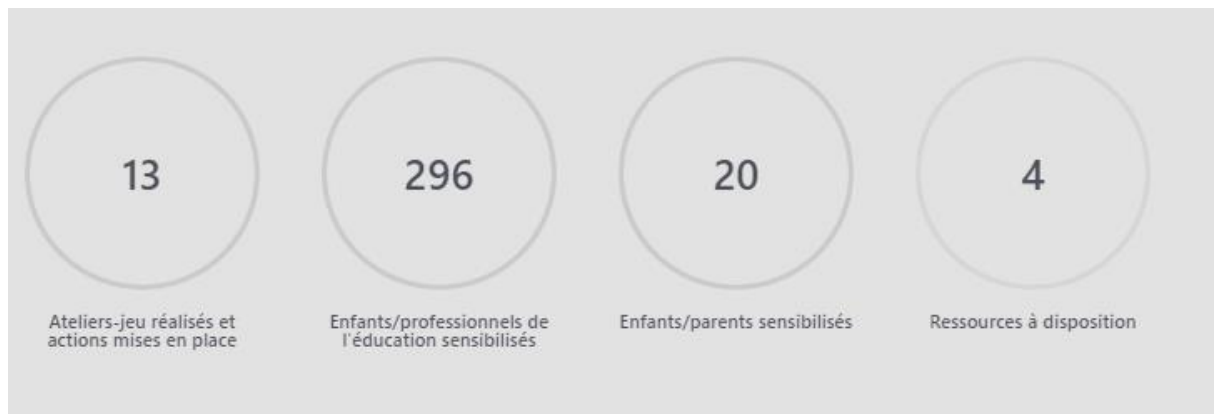 13
296
20
4
Ateliers-jeu réalisés et
actions mises en place
Enfants/professionnels de
l'éducation sensibilisés
Enfants/parents sensibilisés
Ressources à disposition